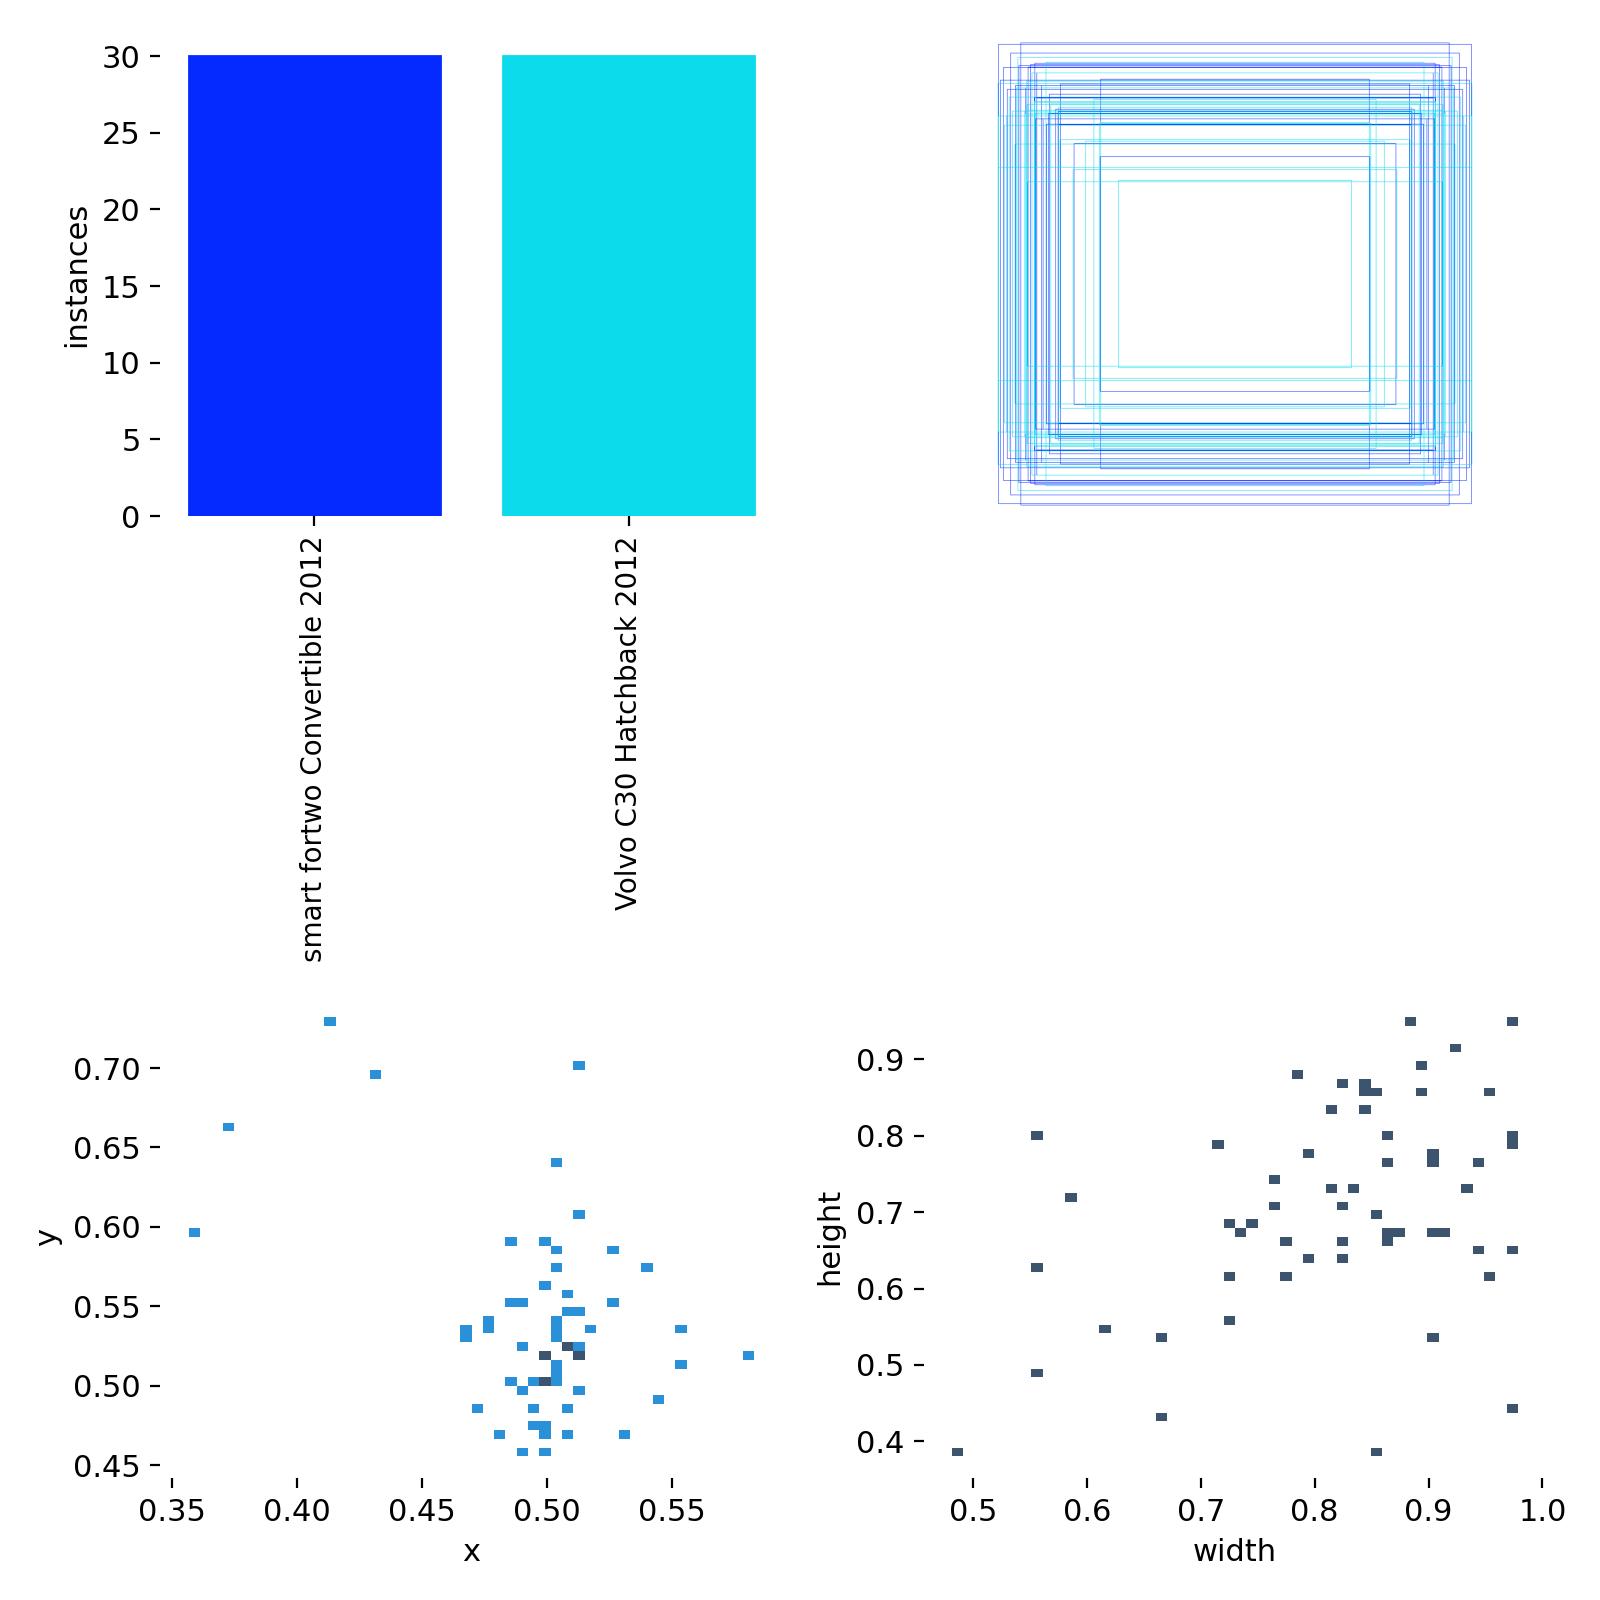 30
25
20
15
10
5
0
instances
smart fortwo Convertible 2012
Volvo C30 Hatchback 2012
0.70
0.65
0.60
0.55
0.50
0.45
y
0.35 0.40 0.45 0.50 0.55
x
0.9
0.8
0.7
0.6
0.5
0.4
height
0.5 0.6 0.7 0.8 0.9 1.0
width